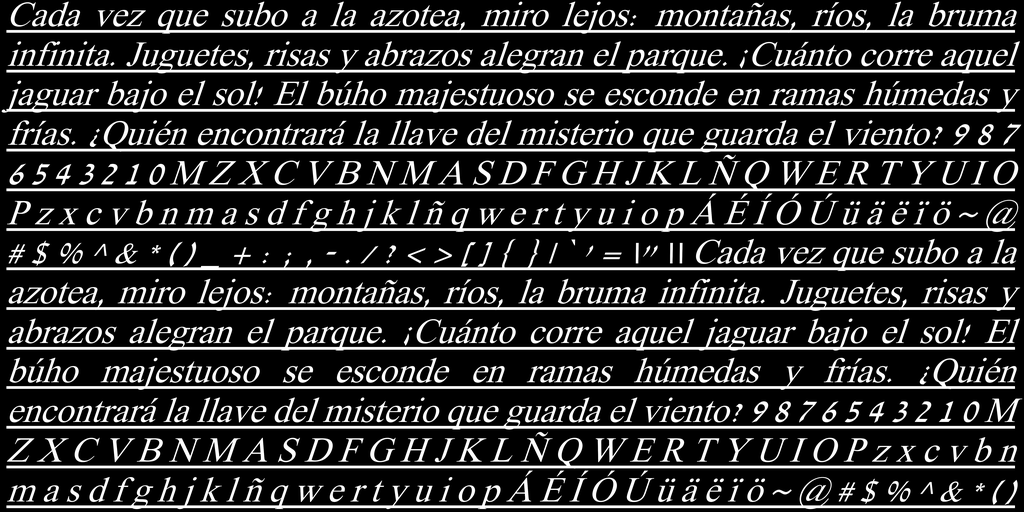 Cada vez que subo a la azotea, miro lejos: montañas, ríos, la bruma
infinita. Juguetes, risas y abrazos alegran el parque. ¡Cuánto corre aquel
jaguar bajo el sol! El búho majestuoso se esconde en ramas húmedas y
frías. ¿Quién encontrará la llave del misterio que guarda el viento? 9 8 7
6 5 4 3 2 1 0 M Z X C V B N M A S D F G H J K L Ñ Q W E R T Y U I O
P z x c v b n m a s d f g h j k l ñ q w e r t y u i o p Á É Í Ó Ú ü ä ë ï ö ~ @
# $ % ^ & * ( ) _ + : ; , - . / ? < > [ ] { } | ` ' = \" \\ Cada vez que subo a la
azotea, miro lejos: montañas, ríos, la bruma infinita. Juguetes, risas y
abrazos alegran el parque. ¡Cuánto corre aquel jaguar bajo el sol! El
búho majestuoso se esconde en ramas húmedas y frías. ¿Quién
encontrará la llave del misterio que guarda el viento? 9 8 7 6 5 4 3 2 1 0 M
Z X C V B N M A S D F G H J K L Ñ Q W E R T Y U I O P z x c v b n
m a s d f g h j k l ñ q w e r t y u i o p Á É Í Ó Ú ü ä ë ï ö ~ @ # $ % ^ & * ( )